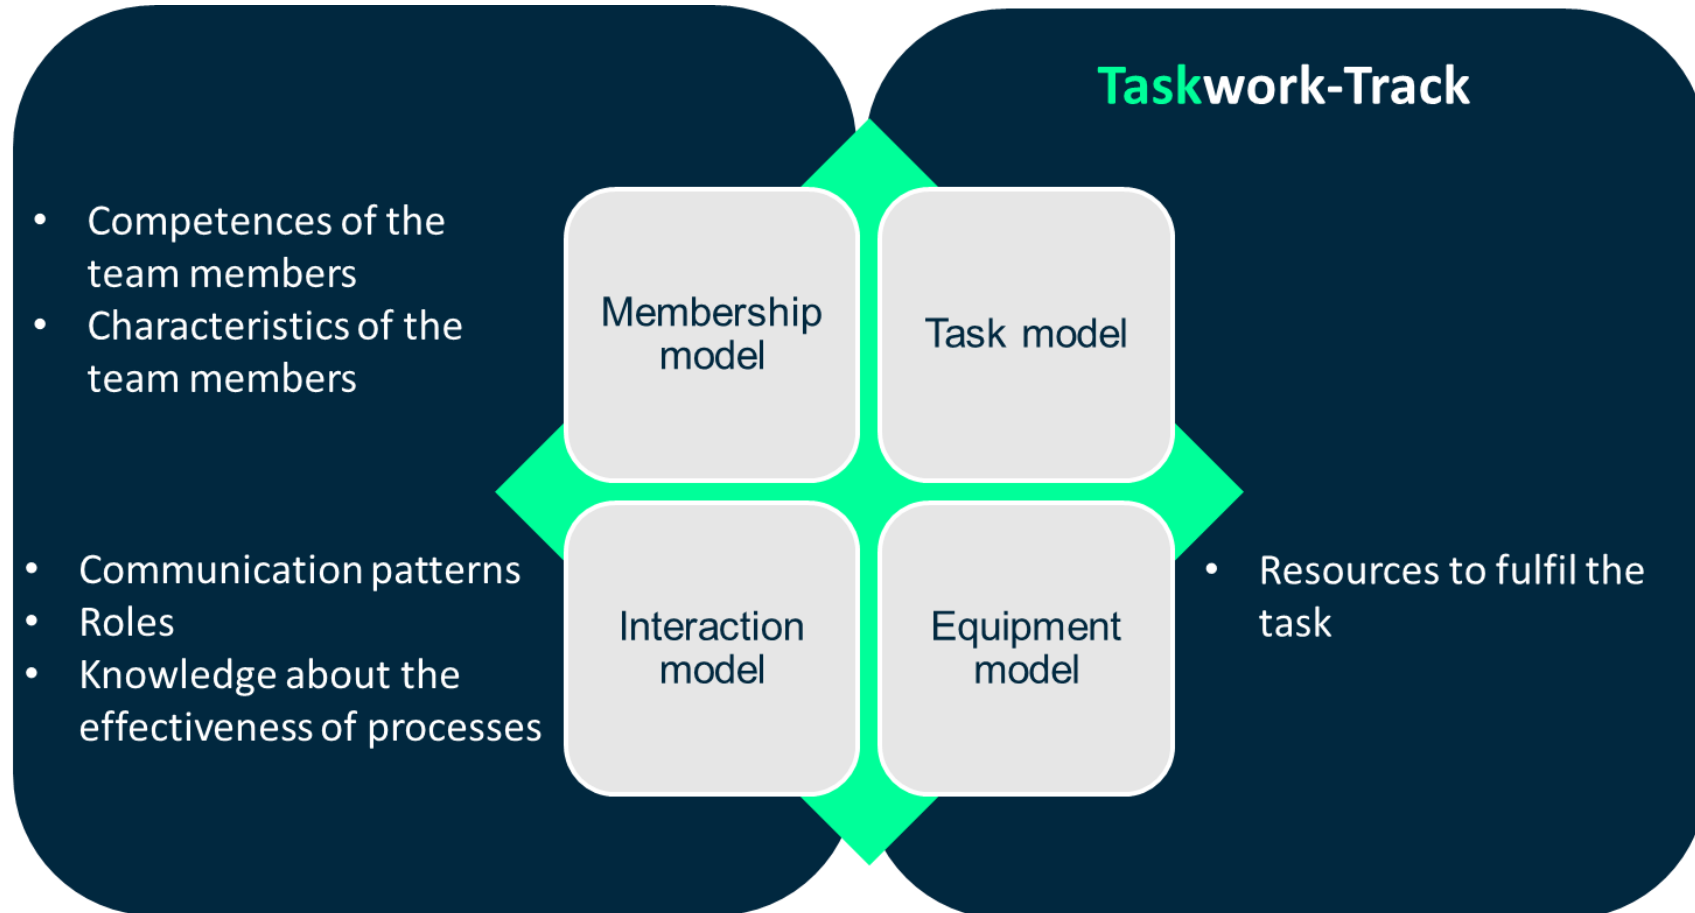 Taskwork-Track
• Competences of the
team members
• Characteristics of the
team members
Membership
model
Task model
• Communication patterns
• Roles
• Knowledge about the
effectiveness of processes
Interaction
model
Equipment
model
• Resources to fulfil the
task